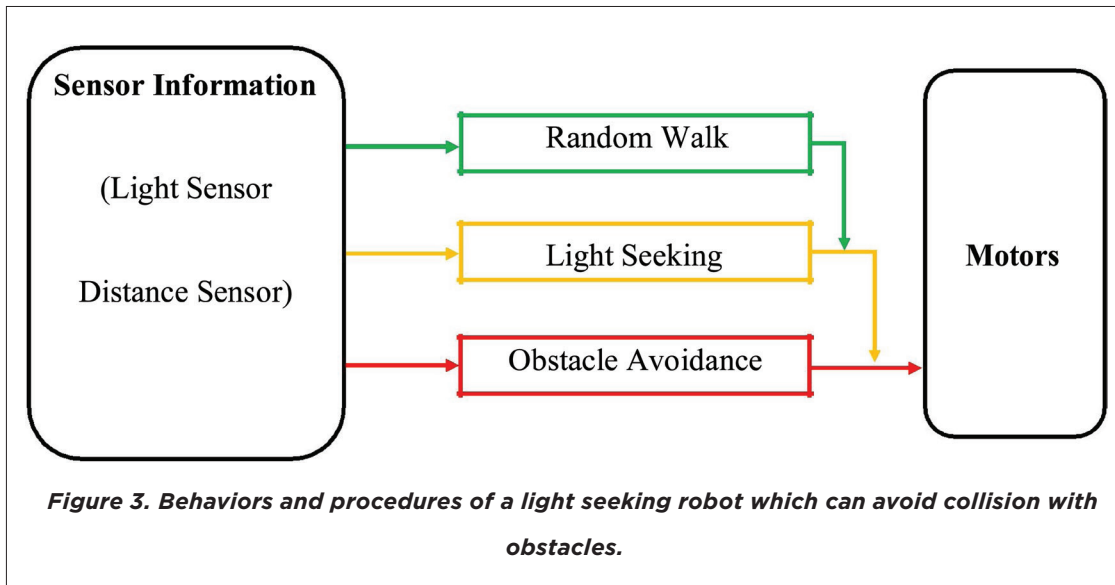 Sensor Information
(Light Sensor
Distance Sensor)
Random Walk
Light Seeking
Obstacle Avoidance
Motors
Figure 3. Behaviors and procedures of a light seeking robot which can avoid collision with
obstacles.